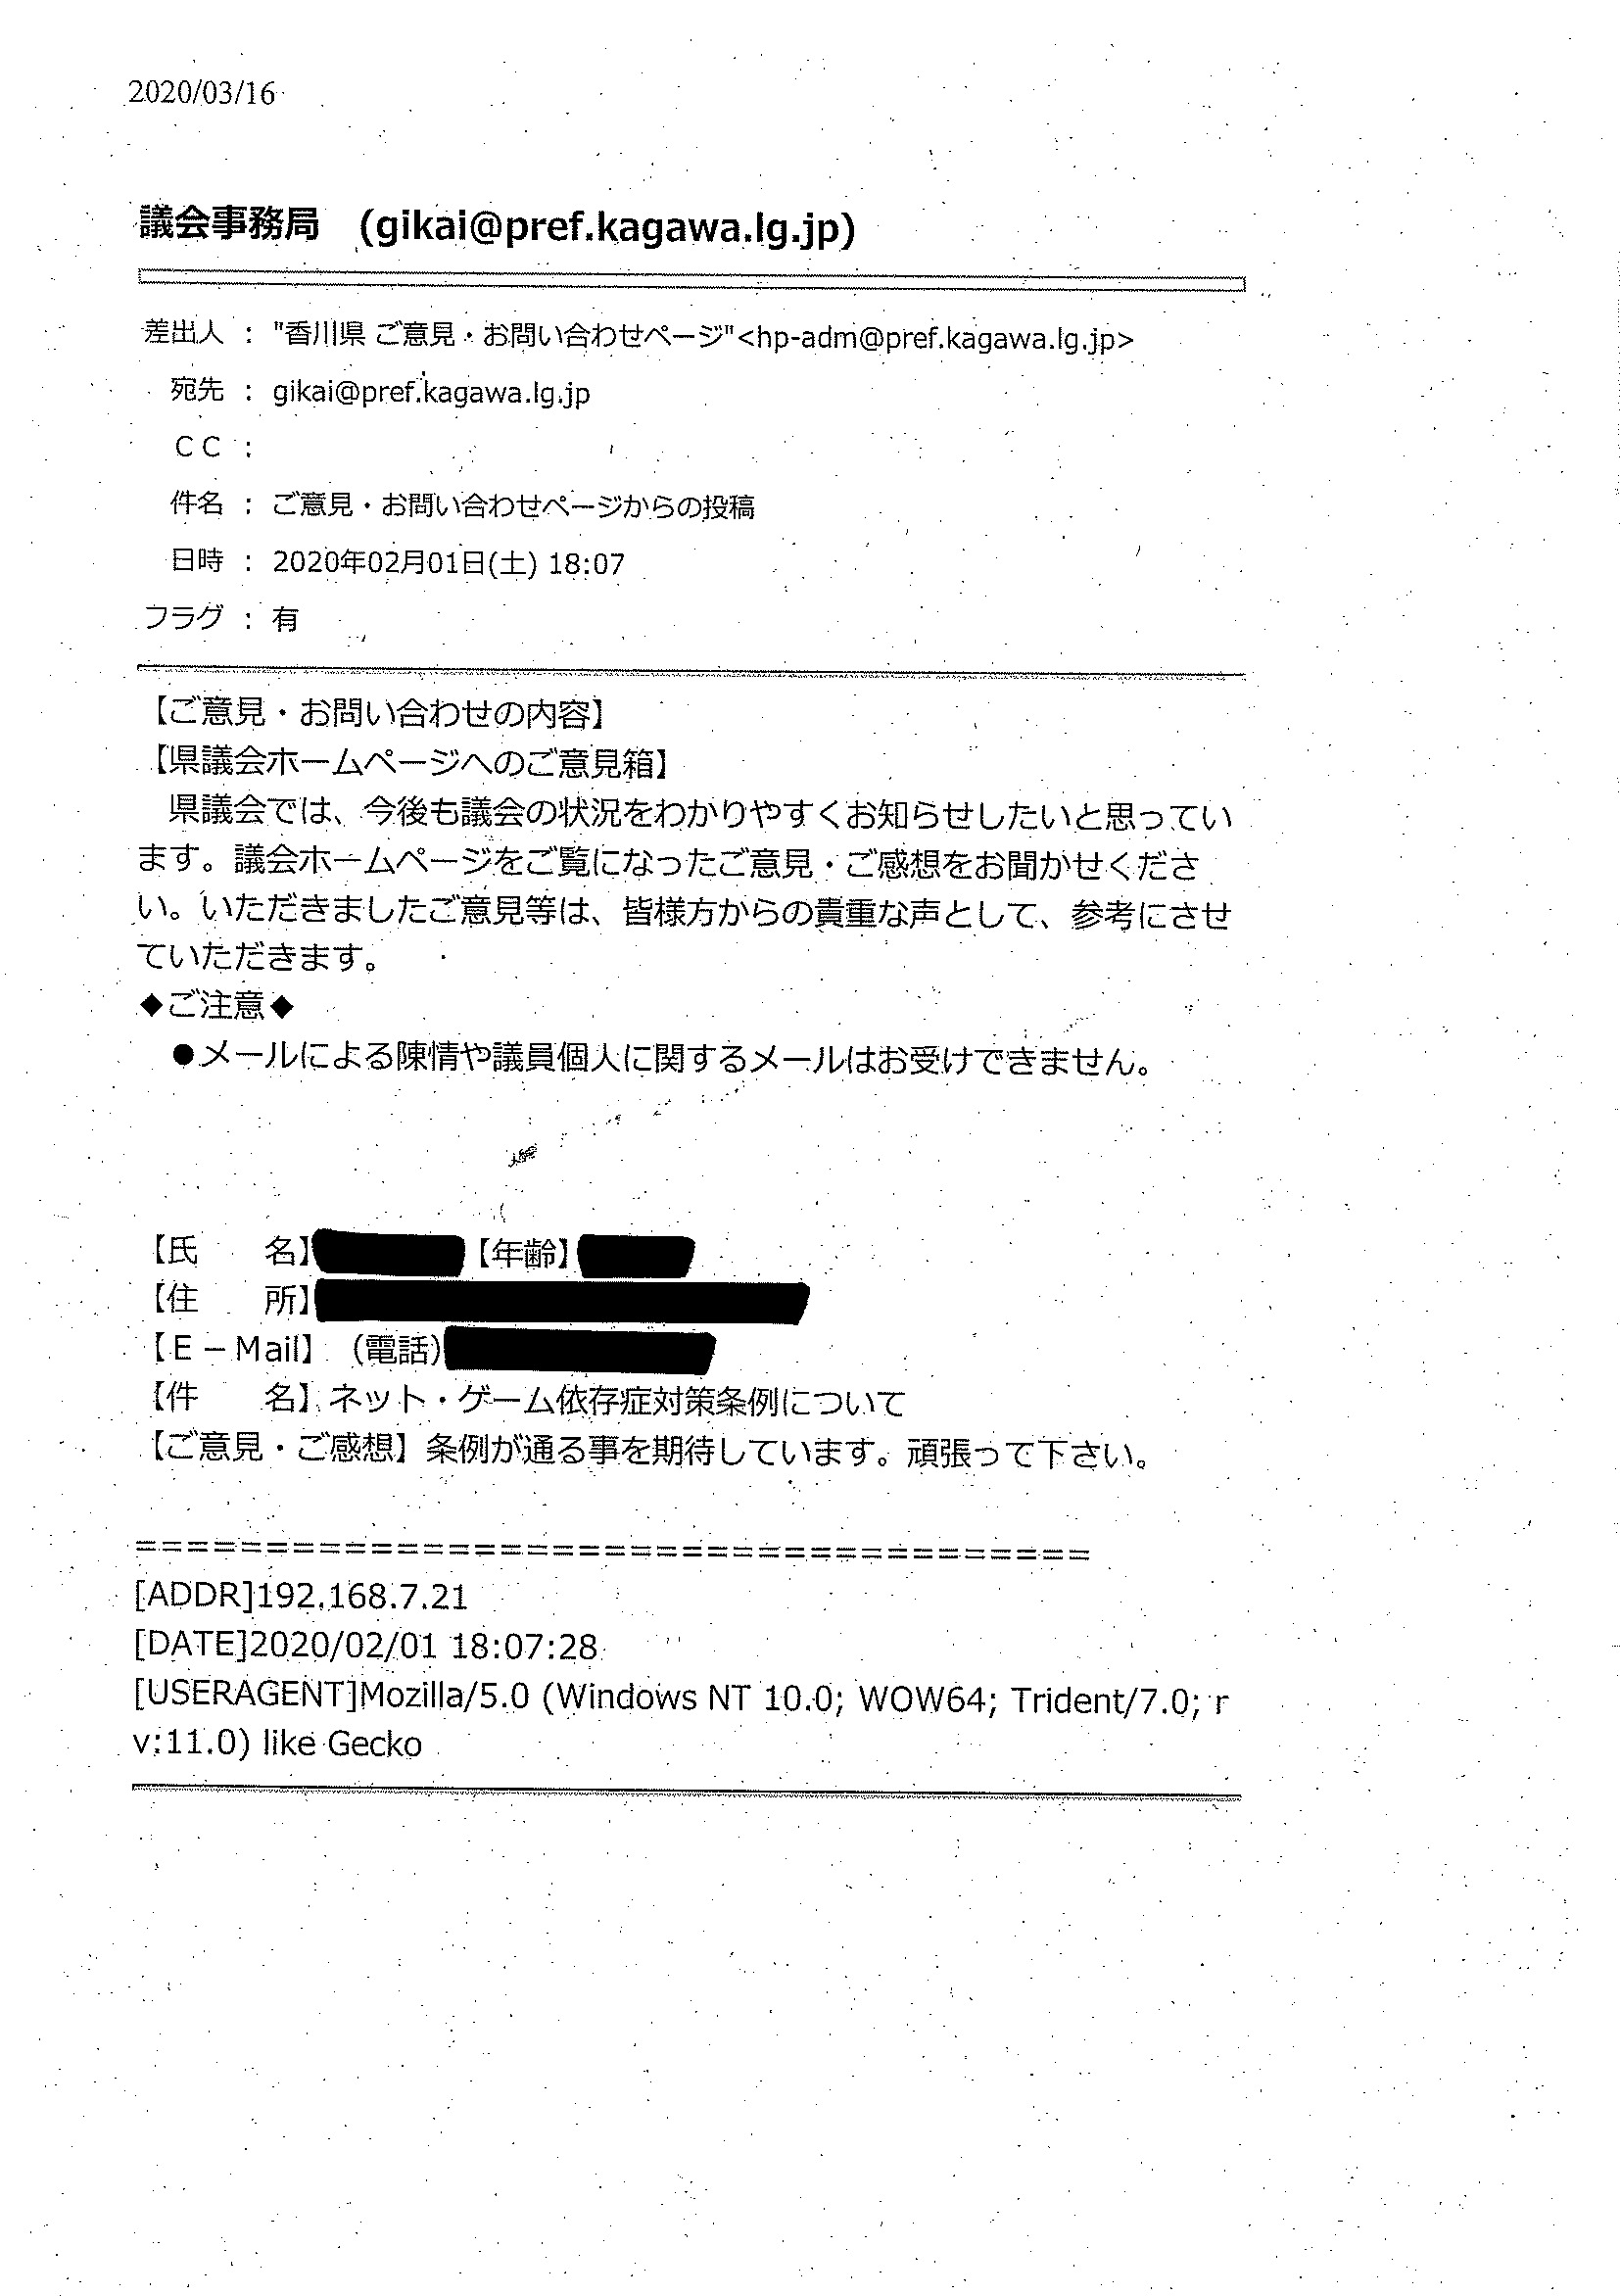 2020/03/16
議会事務局　(gikai@pref.kagawa.lg.jp)
差出人 : "香川県 ご意見・お問い合わせページ"<hp-adm@pref.kagawa.lg.jp>
宛先 : gikai@pref.kagawa.lg.jp
ＣＣ :
件名 : ご意見・お問い合わせページからの投稿
日時 : 2020年02月01日(土) 18:07
フラグ : 有
【ご意見・お問い合わせの内容】
【県議会ホームページへのご意見箱】
　県議会では、今後も議会の状況をわかりやすくお知らせしたいと思ってい
ます。議会ホームページをご覧になったご意見・ご感想をお聞かせくださ
い。いただきましたご意見等は、皆様方からの貴重な声として、参考にさせ
ていただきます。
◆ご注意◆
　●メールによる陳情や議員個人に関するメールはお受けできません。
【氏　　名】【年齢】
【住　　所】
【Ｅ－Mail】（電話）
【件　　名】ネット・ゲーム依存症対策条例について
【ご意見・ご感想】条例が通る事を期待しています。頑張って下さい。
=====================================
[ADDR]192.168.7.21
[DATE]2020/02/01 18:07:28
[USERAGENT]Mozilla/5.0 (Windows NT 10.0; WOW64; Trident/7.0; r
v:11.0) like Gecko